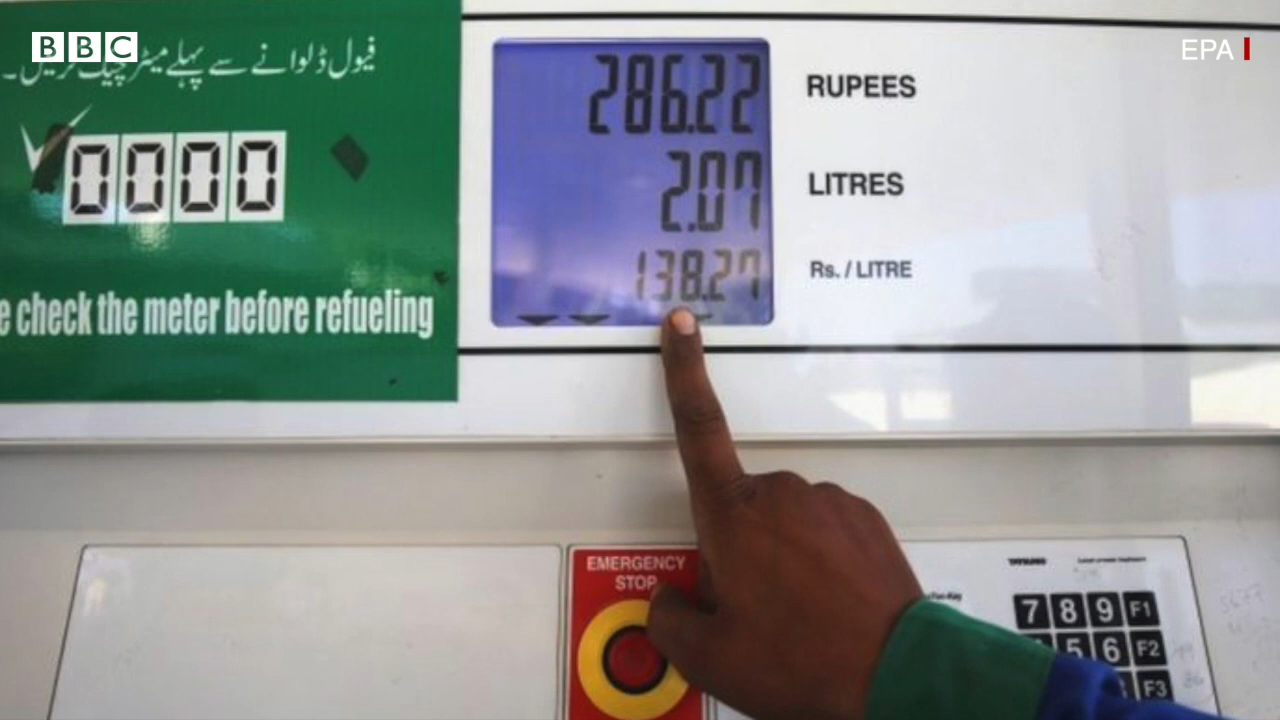 BBC
EPA
فیول ڈلوانے سے پہلے میٹر چیک کریں۔
0000
e check the meter before refueling
286.22 RUPEES
2.07 LITRES
138.27 Rs. / LITRE
EMERGENCY
STOP
7 8 9 F1
5 6 F2
F3